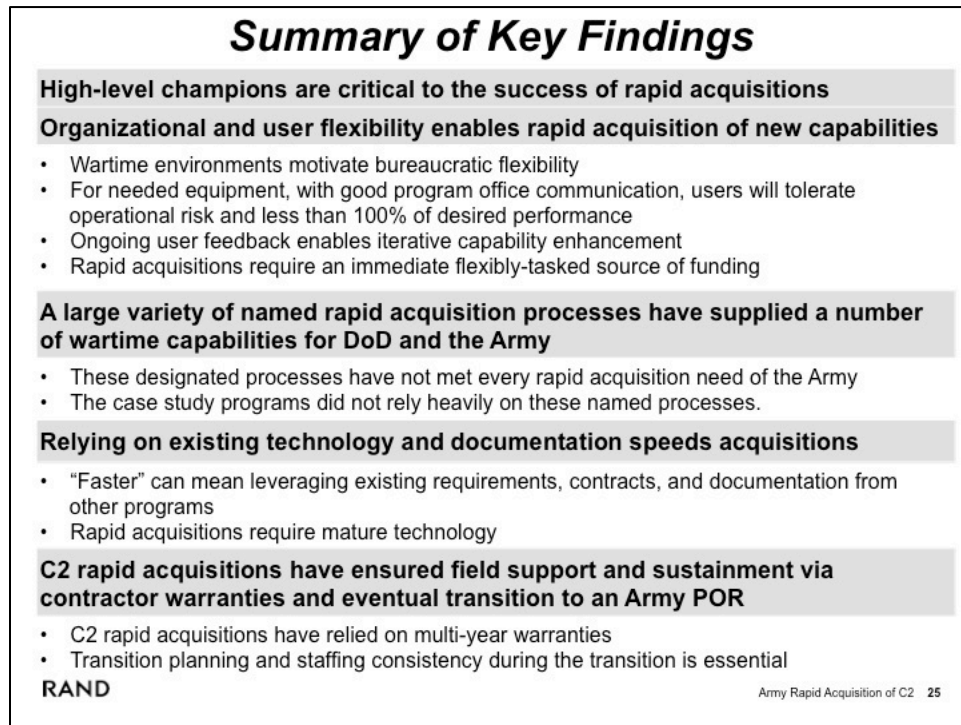 Summary of Key Findings
High-level champions are critical to the success of rapid acquisitions
Organizational and user flexibility enables rapid acquisition of new capabilities
• Wartime environments motivate bureaucratic flexibility
• For needed equipment, with good program office communication, users will tolerate
operational risk and less than 100% of desired performance
• Ongoing user feedback enables iterative capability enhancement
• Rapid acquisitions require an immediate flexibly-tasked source of funding
A large variety of named rapid acquisition processes have supplied a number
of wartime capabilities for DoD and the Army
• These designated processes have not met every rapid acquisition need of the Army
• The case study programs did not rely heavily on these named processes.
Relying on existing technology and documentation speeds acquisitions
• “Faster” can mean leveraging existing requirements, contracts, and documentation from
other programs
• Rapid acquisitions require mature technology
C2 rapid acquisitions have ensured field support and sustainment via
contractor warranties and eventual transition to an Army POR
• C2 rapid acquisitions have relied on multi-year warranties
• Transition planning and staffing consistency during the transition is essential
RAND
Army Rapid Acquisition of C2 25